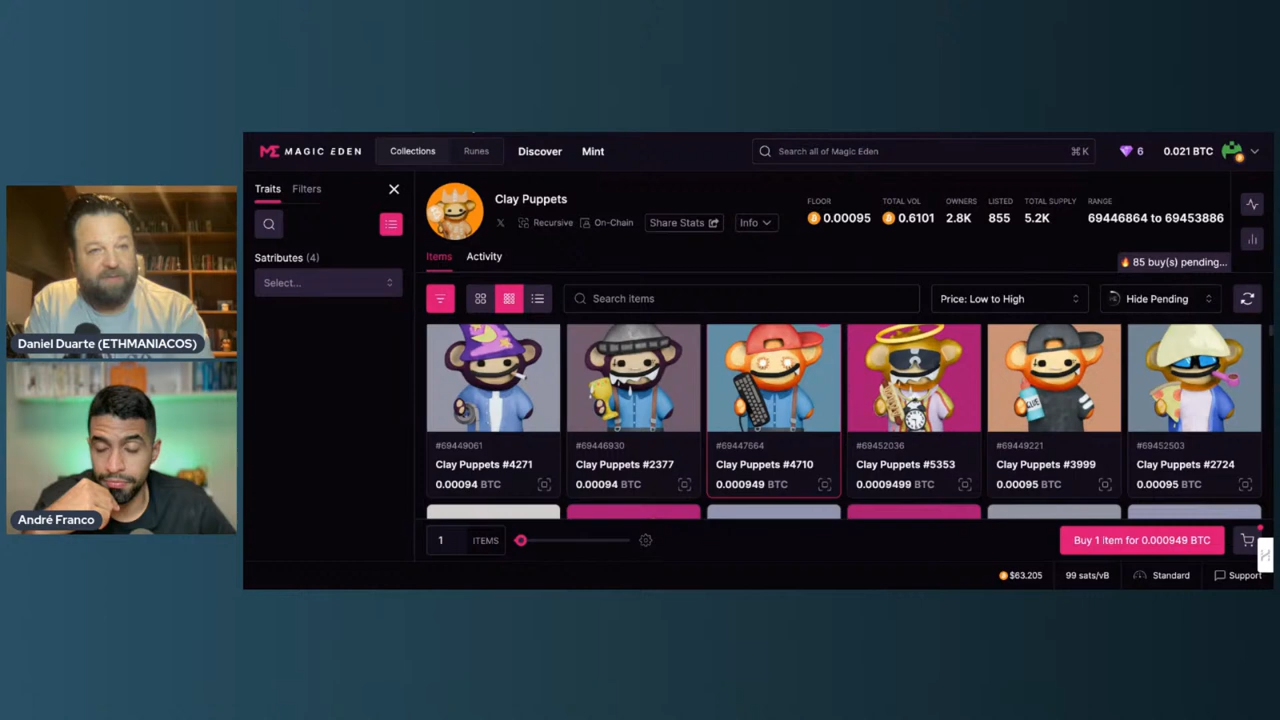 MAGIC EDEN
Collections
Runes
Discover
Mint
Search all of Magic Eden
⌘K
6
0.021 BTC
Traits
Filters
Satributes (4)
Select...
Clay Puppets
Recursive
On-Chain
Share Stats
Info
FLOOR
0.00095
TOTAL VOL
0.6101
OWNERS
2.8K
LISTED
855
TOTAL SUPPLY
5.2K
RANGE
69446864 to 69453886
Items
Activity
85 buy(s) pending...
Search items
Price: Low to High
Hide Pending
#69449061
Clay Puppets #4271
0.00094 BTC
#69446930
Clay Puppets #2377
0.00094 BTC
#69447664
Clay Puppets #4710
0.000949 BTC
#69452036
Clay Puppets #5353
0.0009499 BTC
#69449221
Clay Puppets #3999
0.00095 BTC
#69452503
Clay Puppets #2724
0.00095 BTC
1
ITEMS
Buy 1 item for 0.000949 BTC
$63.205
99 sats/vB
Standard
Support
Daniel Duarte (ETHMANIACOS)
André Franco